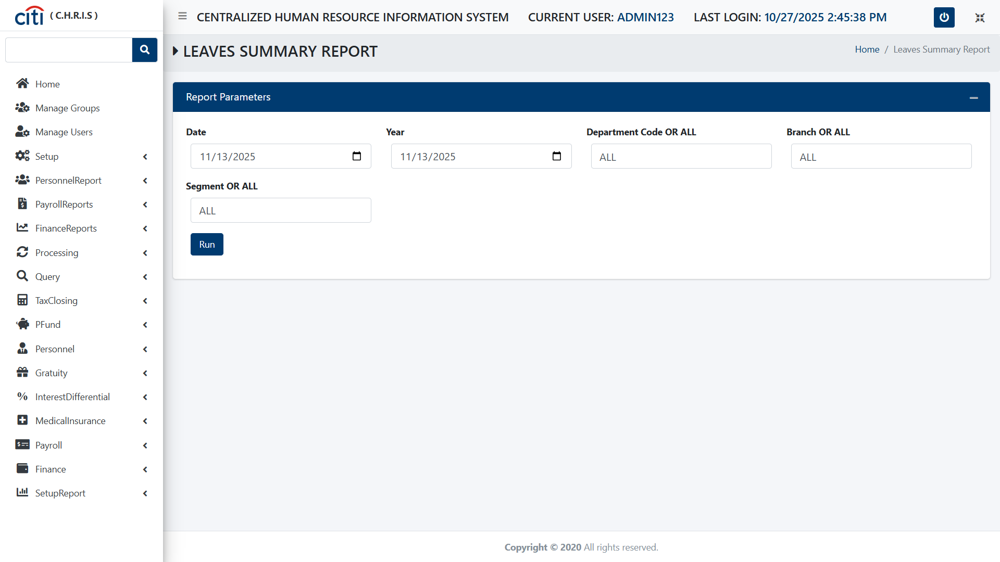 citi ( C.H.R.I.S )
CENTRALIZED HUMAN RESOURCE INFORMATION SYSTEM CURRENT USER: ADMIN123 LAST LOGIN: 10/27/2025 2:45:38 PM
LEAVES SUMMARY REPORT
Home / Leaves Summary Report
Home
Manage Groups
Manage Users
Setup
PersonnelReport
PayrollReports
FinanceReports
Processing
Query
TaxClosing
PFund
Personnel
Gratuity
% InterestDifferential
MedicalInsurance
Payroll
Finance
SetupReport
Report Parameters
Date Year Department Code OR ALL Branch OR ALL
11/13/2025 11/13/2025 ALL ALL
Segment OR ALL
ALL
Run
Copyright © 2020 All rights reserved.